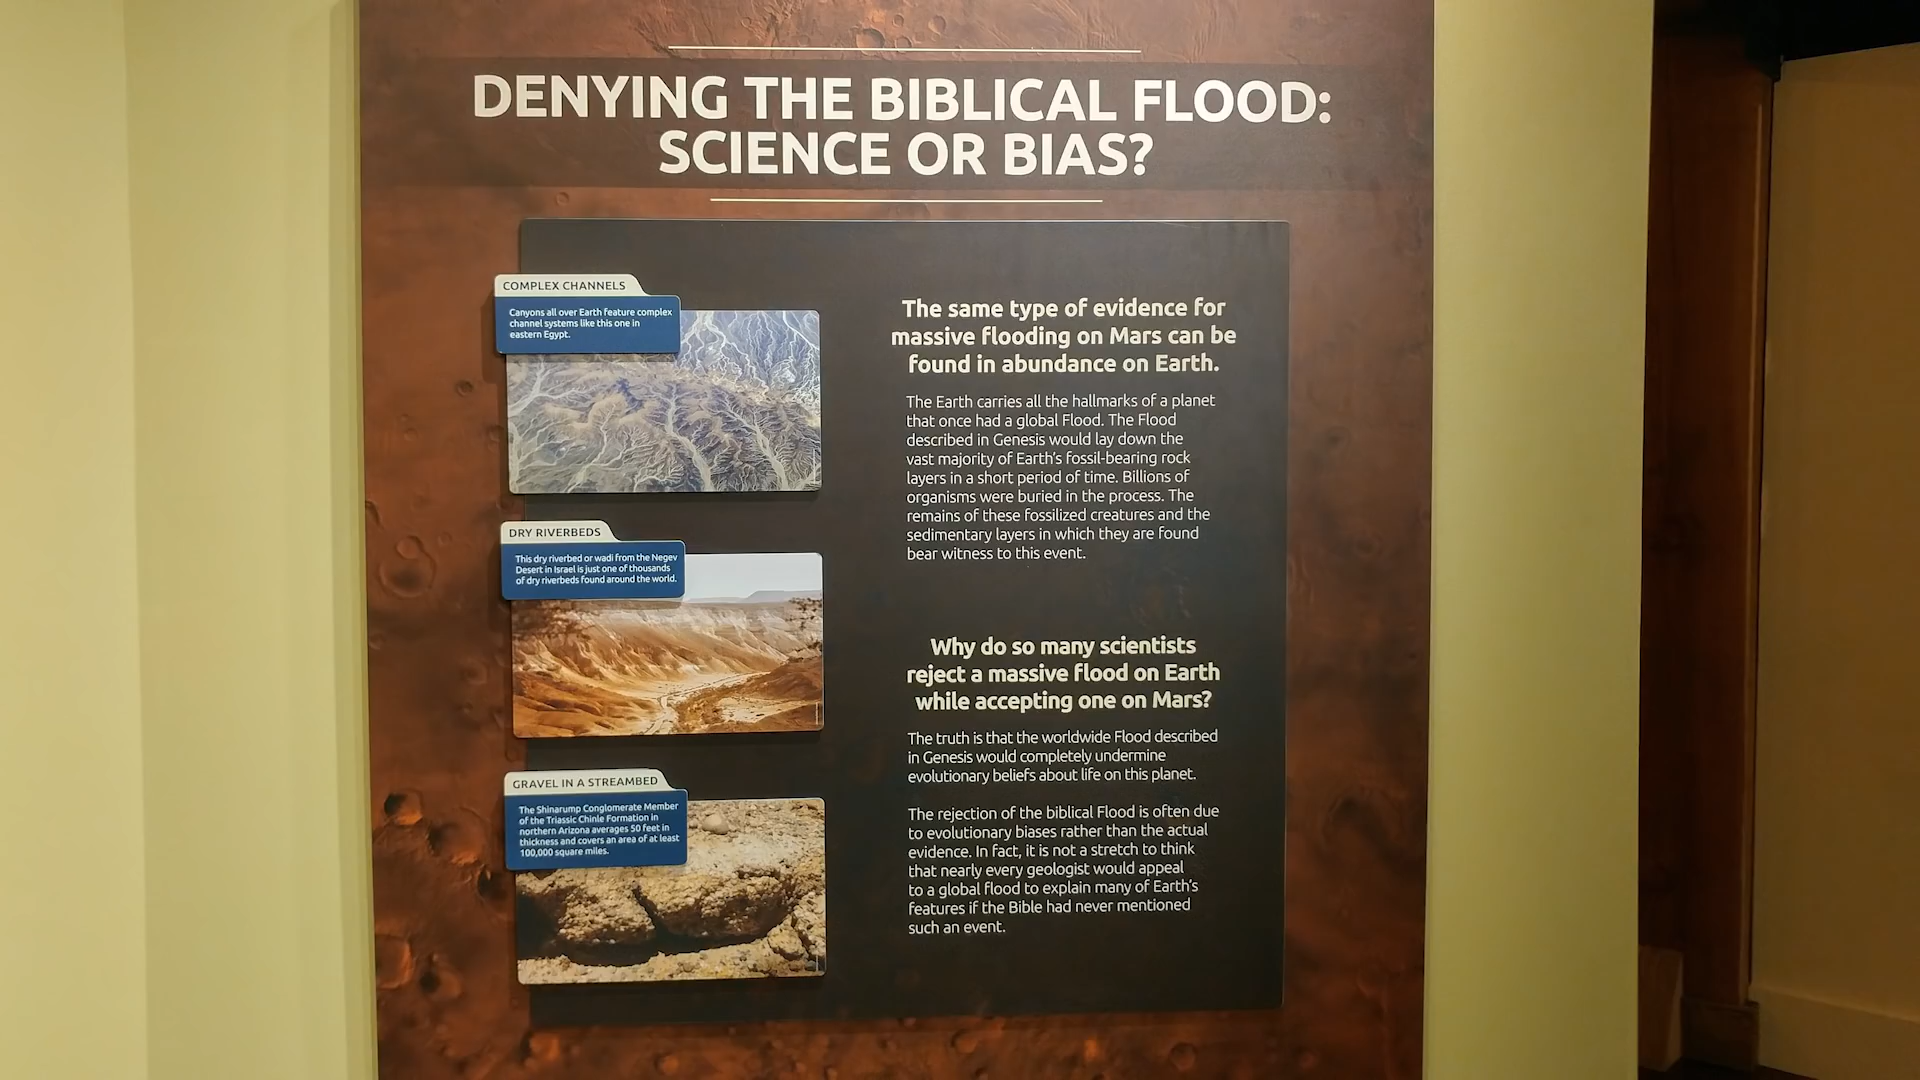 DENYING THE BIBLICAL FLOOD:
SCIENCE OR BIAS?
COMPLEX CHANNELS
Canyons all over Earth feature complex
channel systems like this one in
eastern Egypt.
DRY RIVERBEDS
This dry riverbed or wadi from the Negev
Desert in Israel is just one of thousands
of dry riverbeds found around the world.
GRAVEL IN A STREAMBED
The Shinarump Conglomerate Member
of the Triassic Chinle Formation in
northern Arizona averages 50 feet in
thickness and covers an area of at least
100,000 square miles.
The same type of evidence for
massive flooding on Mars can be
found in abundance on Earth.
The Earth carries all the hallmarks of a planet
that once had a global Flood. The Flood
described in Genesis would lay down the
vast majority of Earth's fossil-bearing rock
layers in a short period of time. Billions of
organisms were buried in the process. The
remains of these fossilized creatures and the
sedimentary layers in which they are found
bear witness to this event.
Why do so many scientists
reject a massive flood on Earth
while accepting one on Mars?
The truth is that the worldwide Flood described
in Genesis would completely undermine
evolutionary beliefs about life on this planet.
The rejection of the biblical Flood is often due
to evolutionary biases rather than the actual
evidence. In fact, it is not a stretch to think
that nearly every geologist would appeal
to a global flood to explain many of Earth's
features if the Bible had never mentioned
such an event.